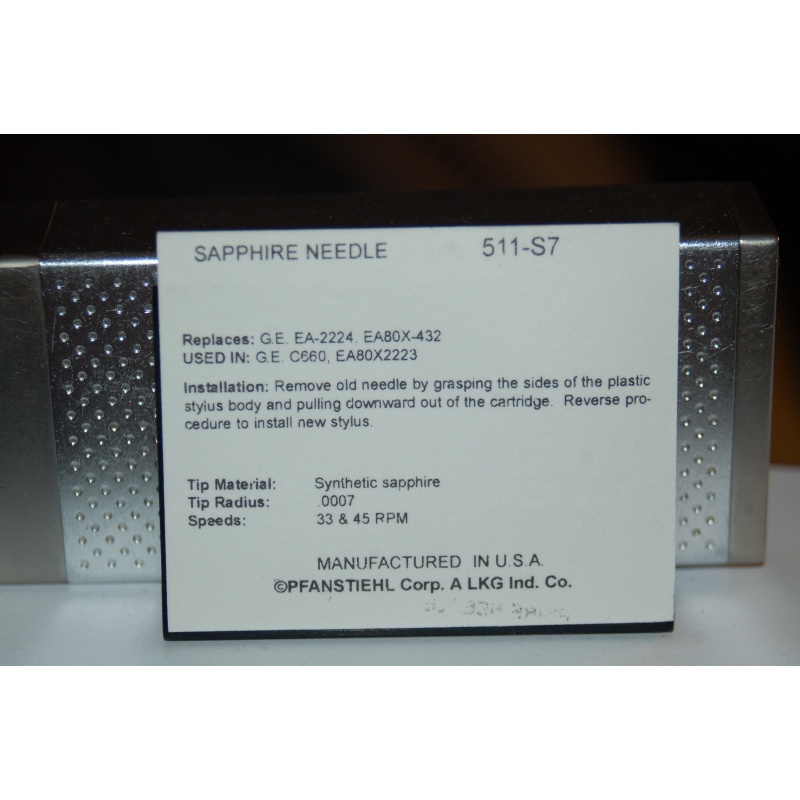 SAPPHIRE NEEDLE 511-S7
Replaces: G.E. EA-2224. EA80X-432
USED IN: G.E. C660, EA80X2223
Installation: Remove old needle by grasping the sides of the plastic
stylus body and pulling downward out of the cartridge. Reverse pro-
cedure to install new stylus.
Tip Material: Synthetic sapphire
Tip Radius: .0007
Speeds: 33 & 45 RPM
MANUFACTURED IN U.S.A.
©PFANSTIEHL Corp. A LKG Ind. Co.